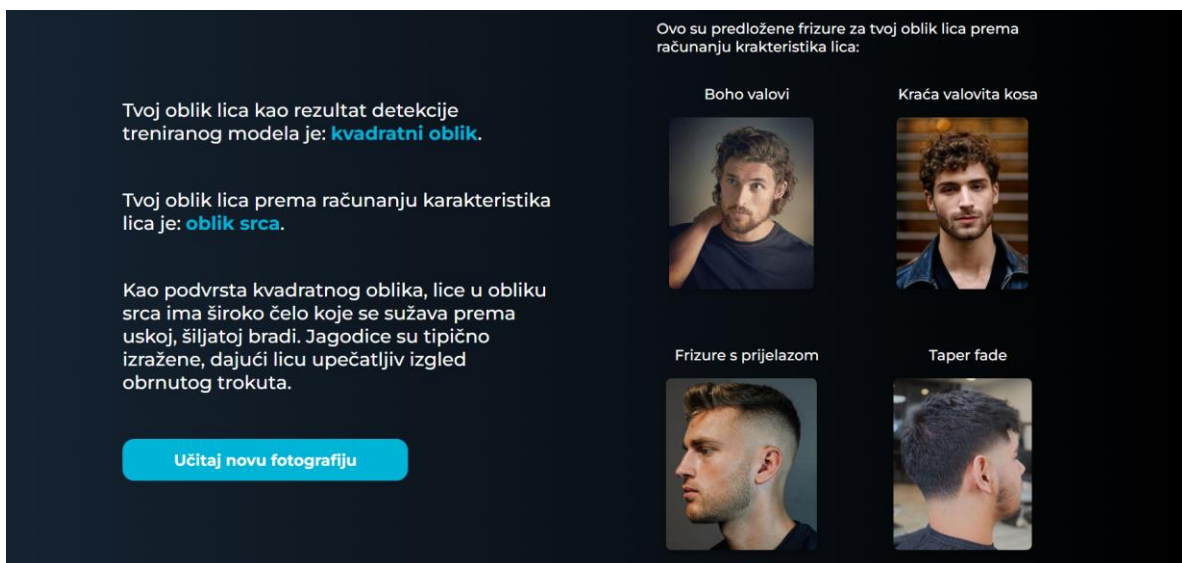 Tvoj oblik lica kao rezultat detekcije
treniranog modela je: kvadratni oblik.
Tvoj oblik lica prema računanju karakteristika
lica je: oblik srca.
Kao podvrsta kvadratnog oblika, lice u obliku
srca ima široko čelo koje se sužava prema
uskoj, šiljatoj bradi. Jagodice su tipično
izražene, dajući licu upečatljiv izgled
obrnutog trokuta.
Učitaj novu fotografiju
Ovo su predložene frizure za tvoj oblik lica prema
računanju krakteristika lica:
Boho valovi
Kraća valovita kosa
Frizure s prijelazom
Taper fade